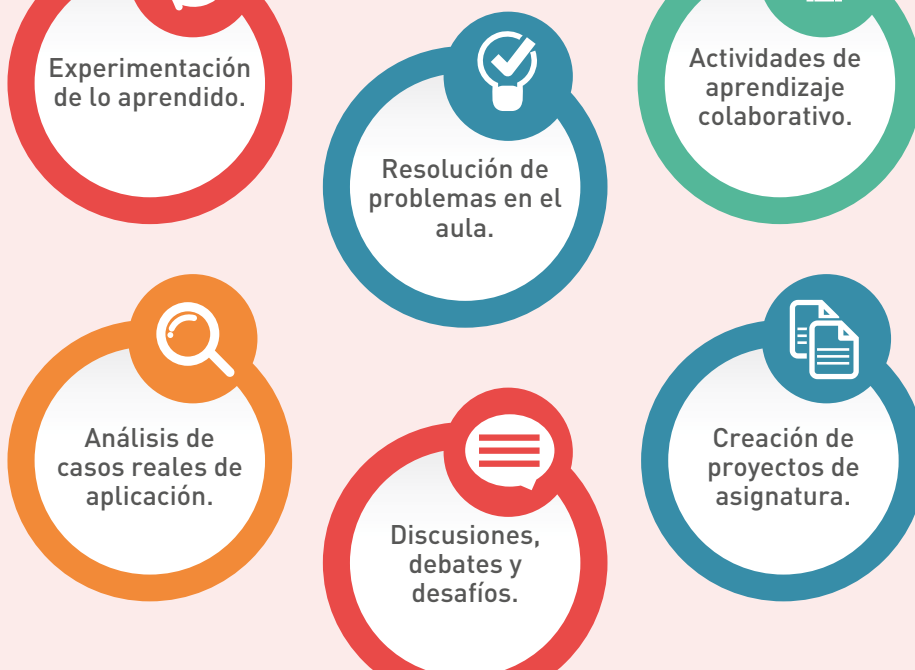 Experimentación
de lo aprendido.
Resolución de
problemas en el
aula.
Actividades de
aprendizaje
colaborativo.
Análisis de
casos reales de
aplicación.
Discusiones,
debates y
desafíos.
Creación de
proyectos de
asignatura.